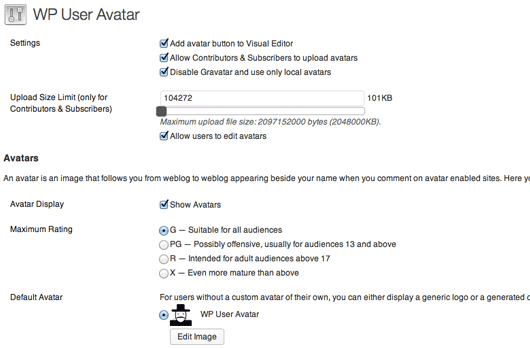 WP User Avatar
Settings
Add avatar button to Visual Editor
Allow Contributors & Subscribers to upload avatars
Disable Gravatar and use only local avatars
Upload Size Limit (only for
Contributors & Subscribers)
104272
101KB
Maximum upload file size: 2097152000 bytes (2048000KB).
Allow users to edit avatars
Avatars
An avatar is an image that follows you from weblog to weblog appearing beside your name when you comment on avatar enabled sites. Here
Avatar Display
Show Avatars
Maximum Rating
G — Suitable for all audiences
PG — Possibly offensive, usually for audiences 13 and above
R — Intended for adult audiences above 17
X — Even more mature than above
Default Avatar
For users without a custom avatar of their own, you can either display a generic logo or a generated
WP User Avatar
Edit Image